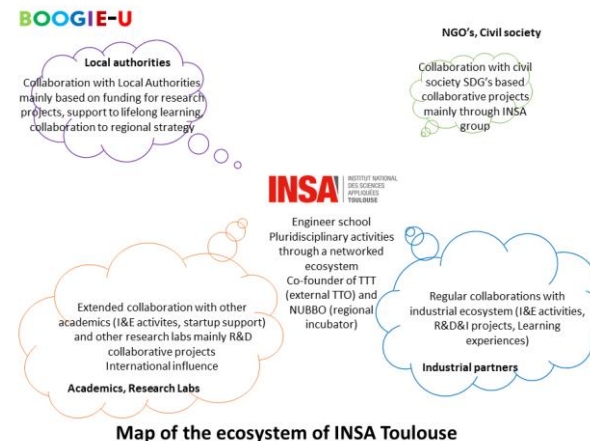 BOOGIE-U
Local authorities
Collaboration with Local Authorities
mainly based on funding for research
projects, support to lifelong learning,
collaboration to regional strategy
NGO's, Civil society
Collaboration with civil
society SDG's based
collaborative projects
mainly through INSA
group
INSA
INSTITUT NATIONAL
DES SCIENCES
APPLIQUÉES
TOULOUSE
Engineer school
Pluridisciplinary activities
through a networked
ecosystem
Co-founder of TTT
(external TTO) and
NUBBO (regional
incubator)
Extended collaboration with other
academics (I&E activites, startup support)
and other research labs mainly R&D
collaborative projects
International influence
Academics, Research Labs
Regular collaborations with
industrial ecosystem (I&E activities,
R&D&I projects, Learning
experiences)
Industrial partners
Map of the ecosystem of INSA Toulouse